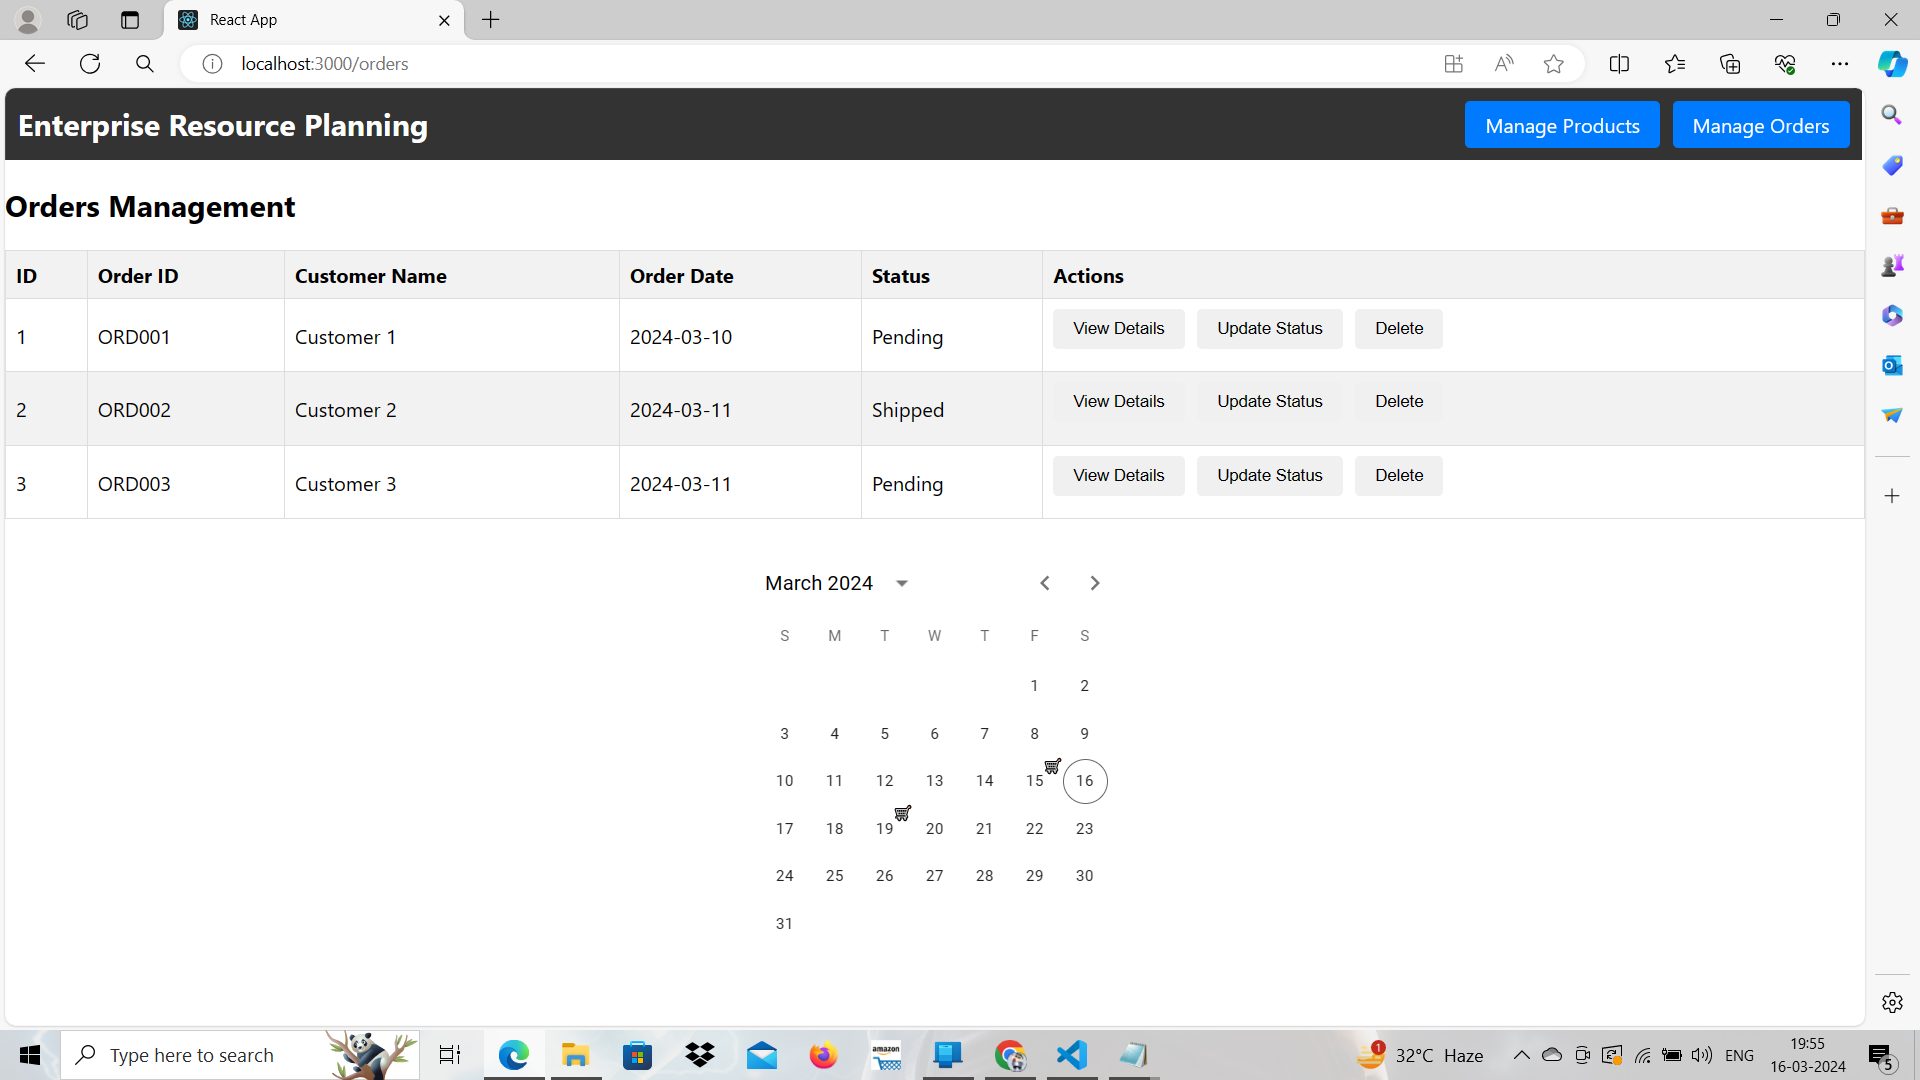 React App
localhost:3000/orders
Enterprise Resource Planning
Manage Products
Manage Orders
Orders Management
ID Order ID Customer Name Order Date Status Actions
1 ORD001 Customer 1 2024-03-10 Pending View Details Update Status Delete
2 ORD002 Customer 2 2024-03-11 Shipped View Details Update Status Delete
3 ORD003 Customer 3 2024-03-11 Pending View Details Update Status Delete
March 2024
S M T W T F S
1 2
3 4 5 6 7 8 9
10 11 12 13 14 15 16
17 18 19 20 21 22 23
24 25 26 27 28 29 30
31
Type here to search
amazon
1
32°C Haze
ENG
19:55
16-03-2024
5